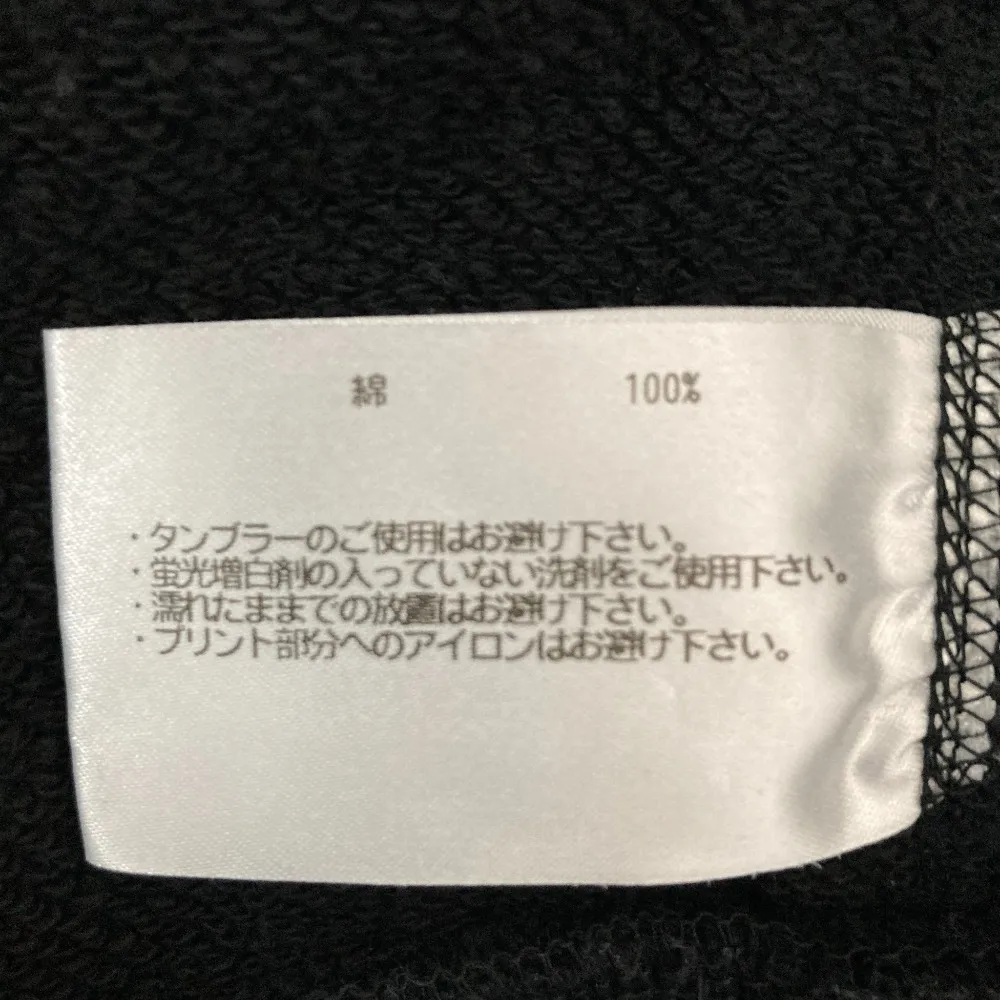 綿 100%
・タンブラーのご使用はお避け下さい。
・蛍光増白剤の入っていない洗剤をご使用下さい。
・濡れたままでの放置はお避け下さい。
・プリント部分へのアイロンはお避け下さい。